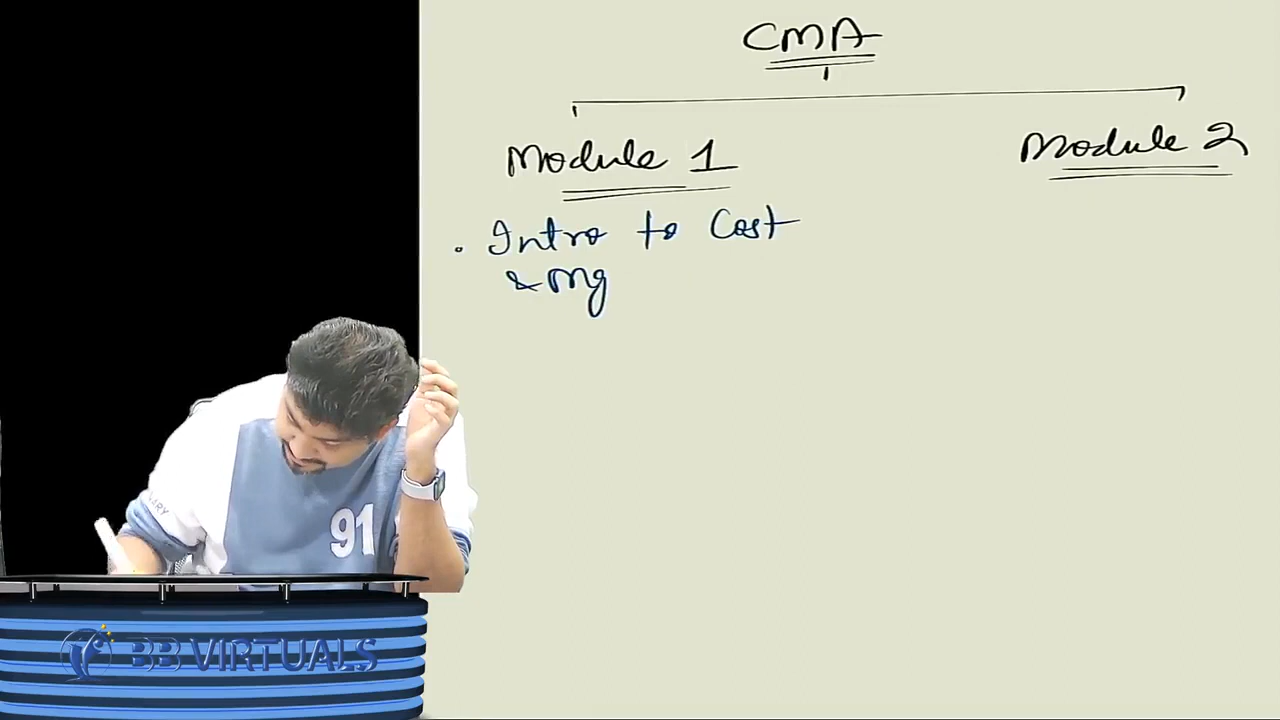 CMA
Module 1
Module 2
. Intro to Cost
& Mg
91
BB VIRTUALS